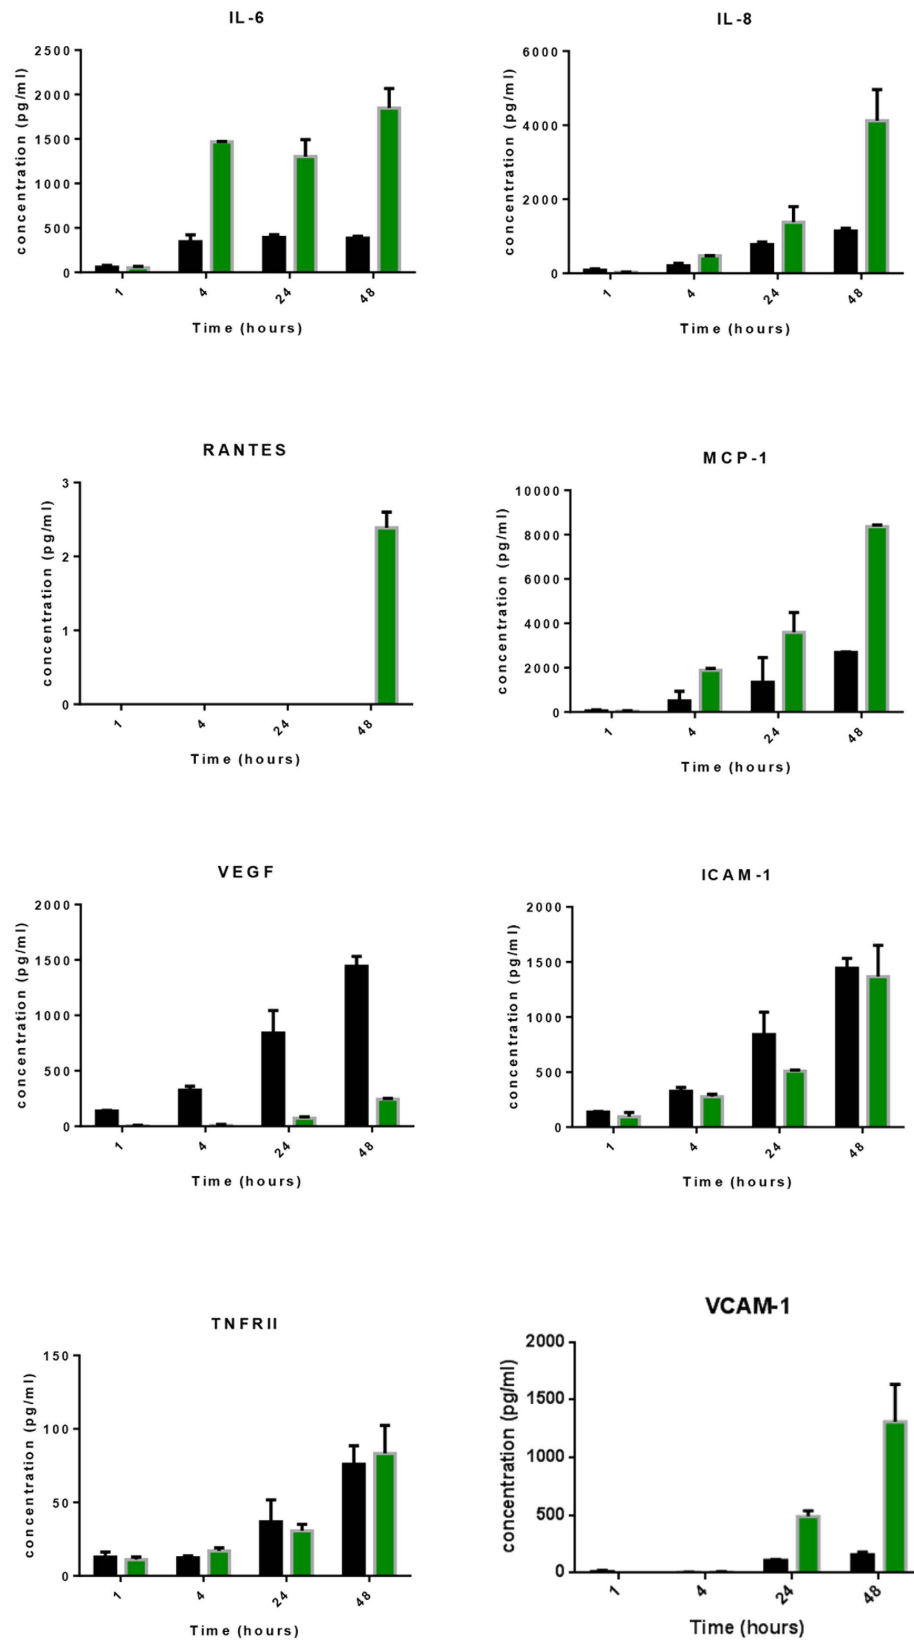 IL-6
concentration (pg/ml)
2500
2000
1500
1000
500
0
1
4
24
48
Time (hours)
IL-8
concentration (pg/ml)
6000
4000
2000
0
1
4
24
48
Time (hours)
RANTES
concentration (pg/ml)
3
2
1
0
1
4
24
48
Time (hours)
MCP-1
concentration (pg/ml)
10000
8000
6000
4000
2000
0
1
4
24
48
Time (hours)
VEGF
concentration (pg/ml)
2000
1500
1000
500
0
1
4
24
48
Time (hours)
ICAM-1
concentration (pg/ml)
2000
1500
1000
500
0
1
4
24
48
Time (hours)
TNFRII
concentration (pg/ml)
150
100
50
0
1
4
24
48
Time (hours)
VCAM-1
concentration (pg/ml)
2000
1500
1000
500
0
1
4
24
48
Time (hours)